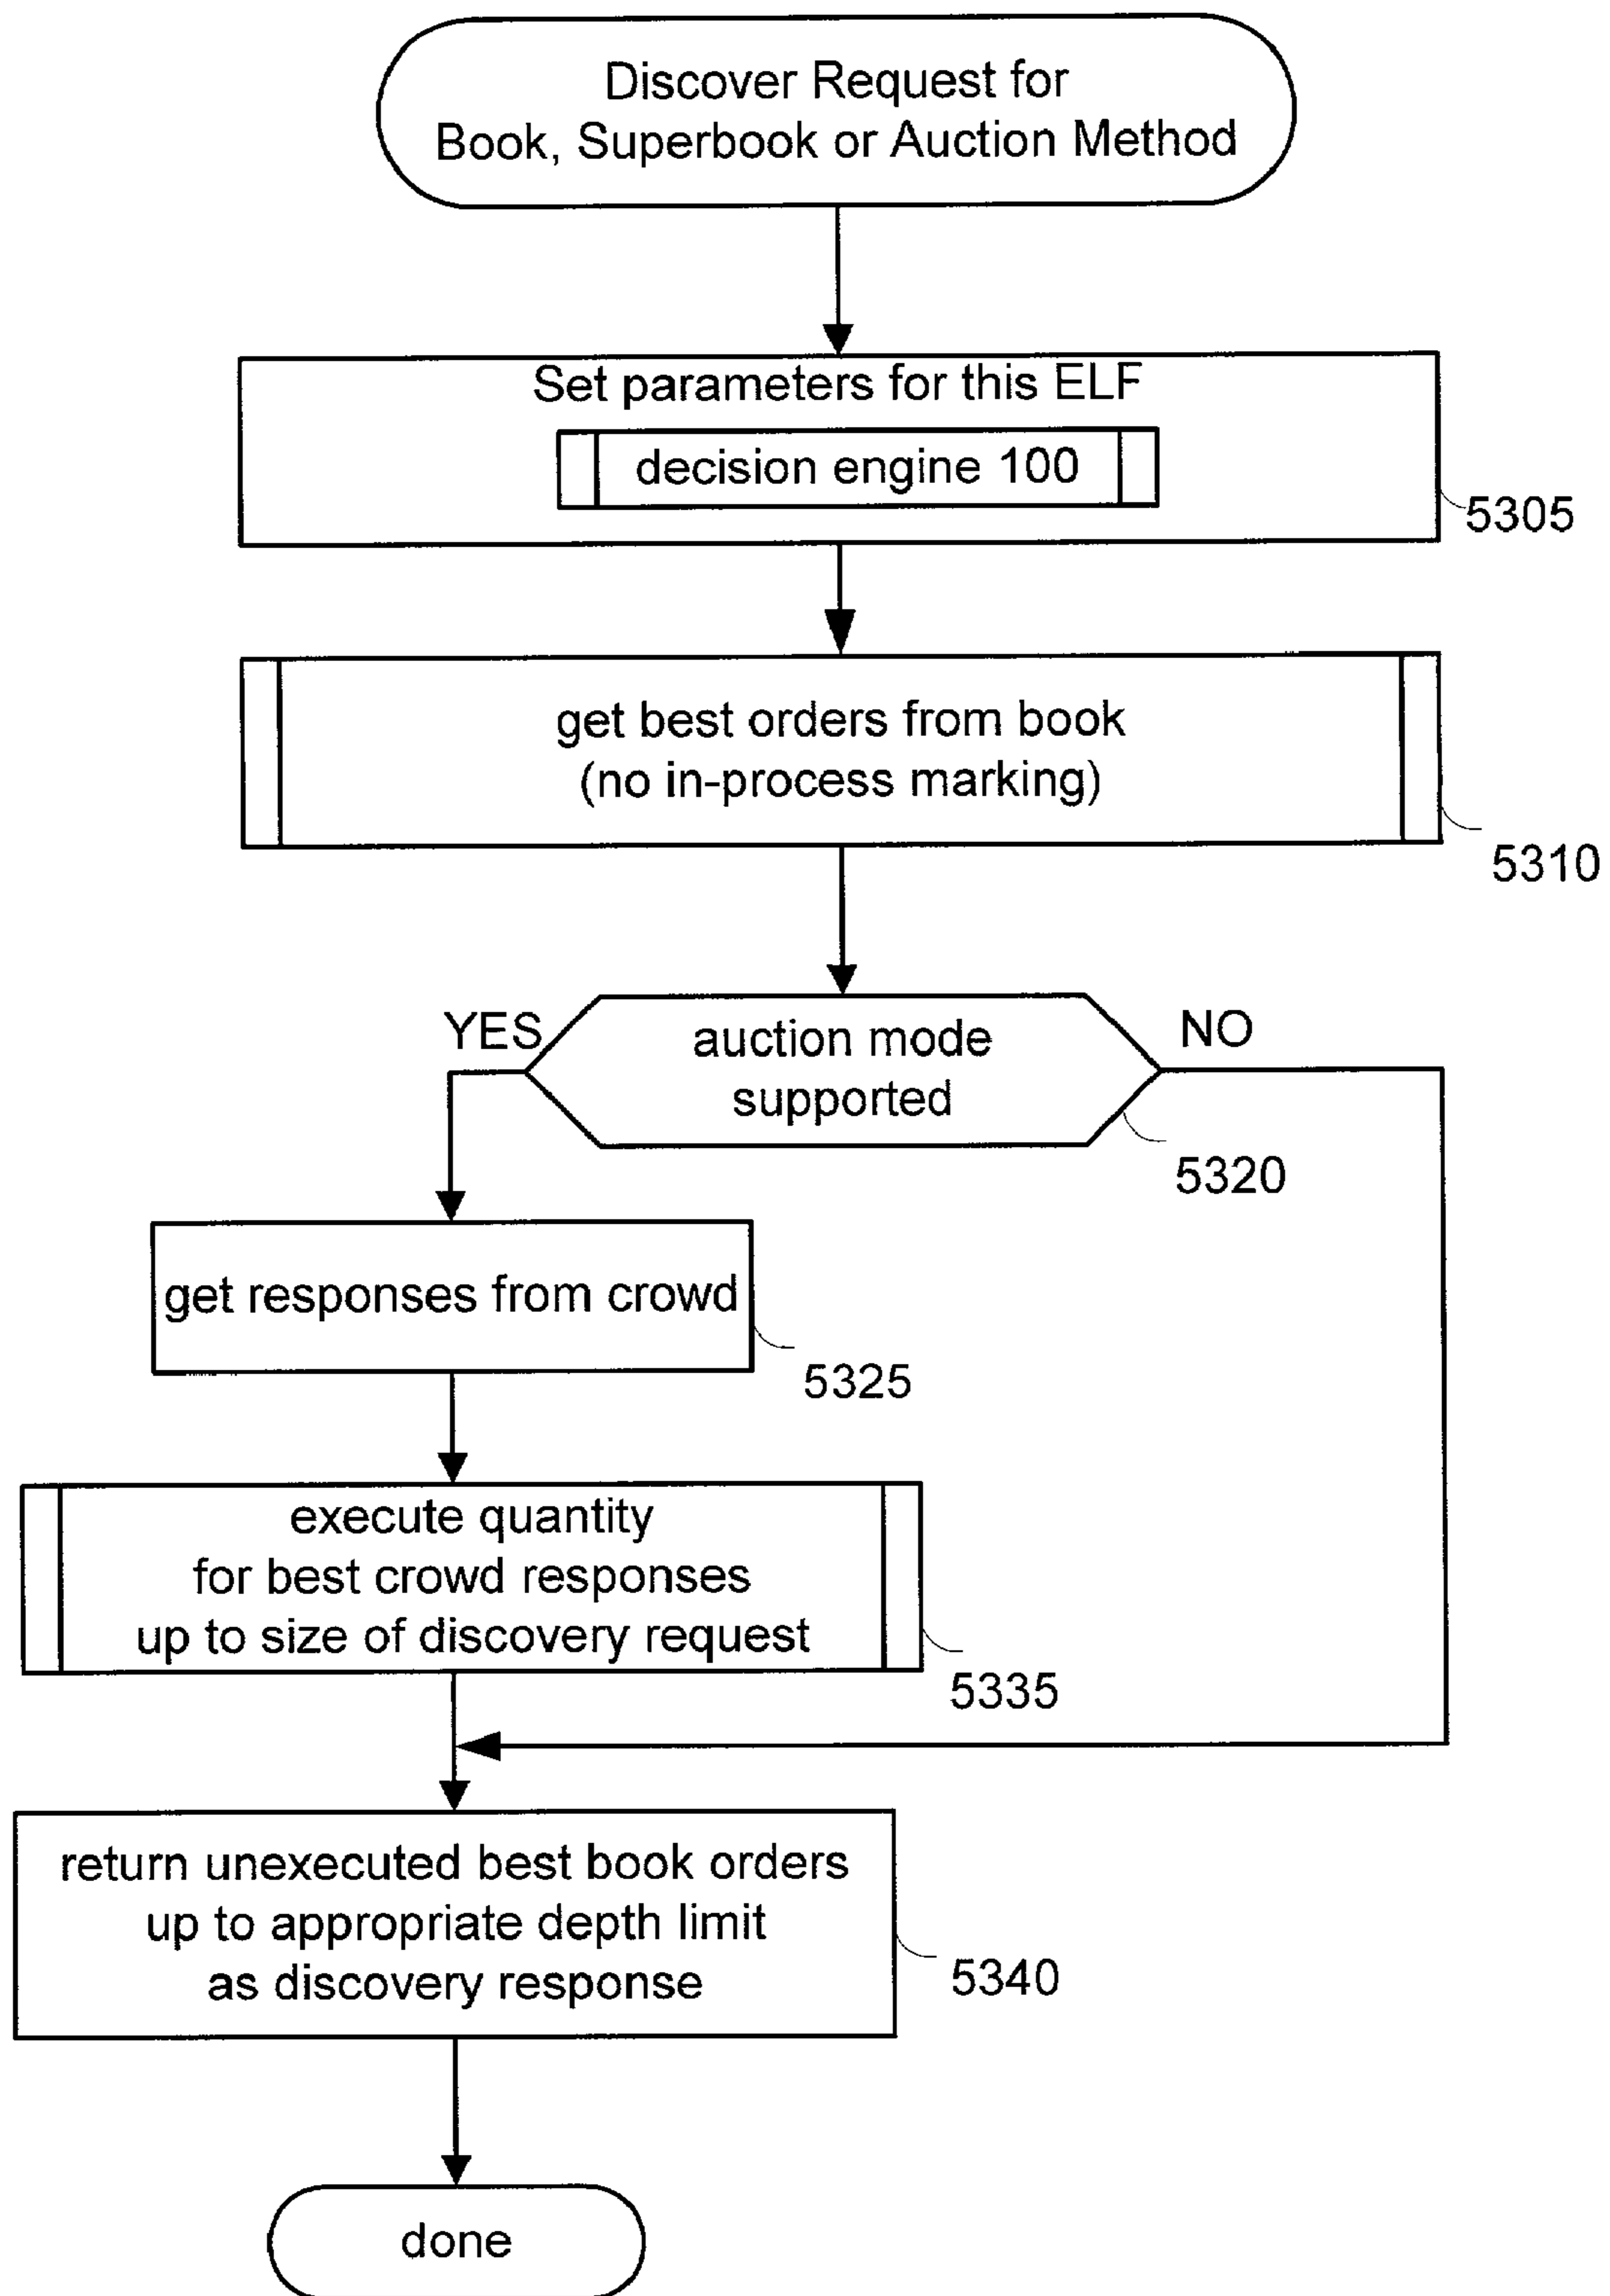 Discover Request for
Book, Superbook or Auction Method
Set parameters for this ELF
decision engine 100
5305
get best orders from book
(no in-process marking)
5310
YES
NO
auction mode
supported
5320
get responses from crowd
5325
execute quantity
for best crowd responses
up to size of discovery request
5335
return unexecuted best book orders
up to appropriate depth limit
as discovery response
5340
done